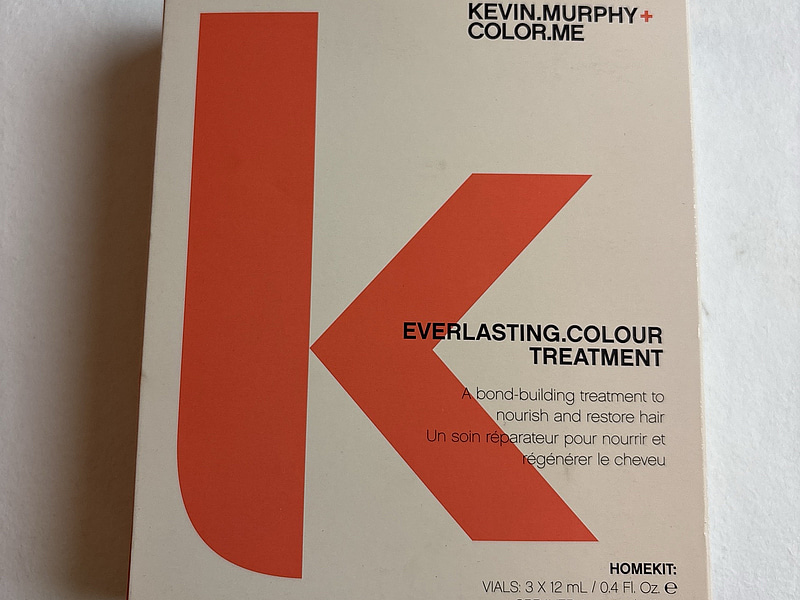 KEVIN.MURPHY+
COLOR.ME
k
EVERLASTING.COLOUR
TREATMENT
A bond-building treatment to
nourish and restore hair
Un soin réparateur pour nourrir et
régénérer le cheveu
HOMEKIT:
VIALS: 3 X 12 mL / 0.4 Fl. Oz. ℮